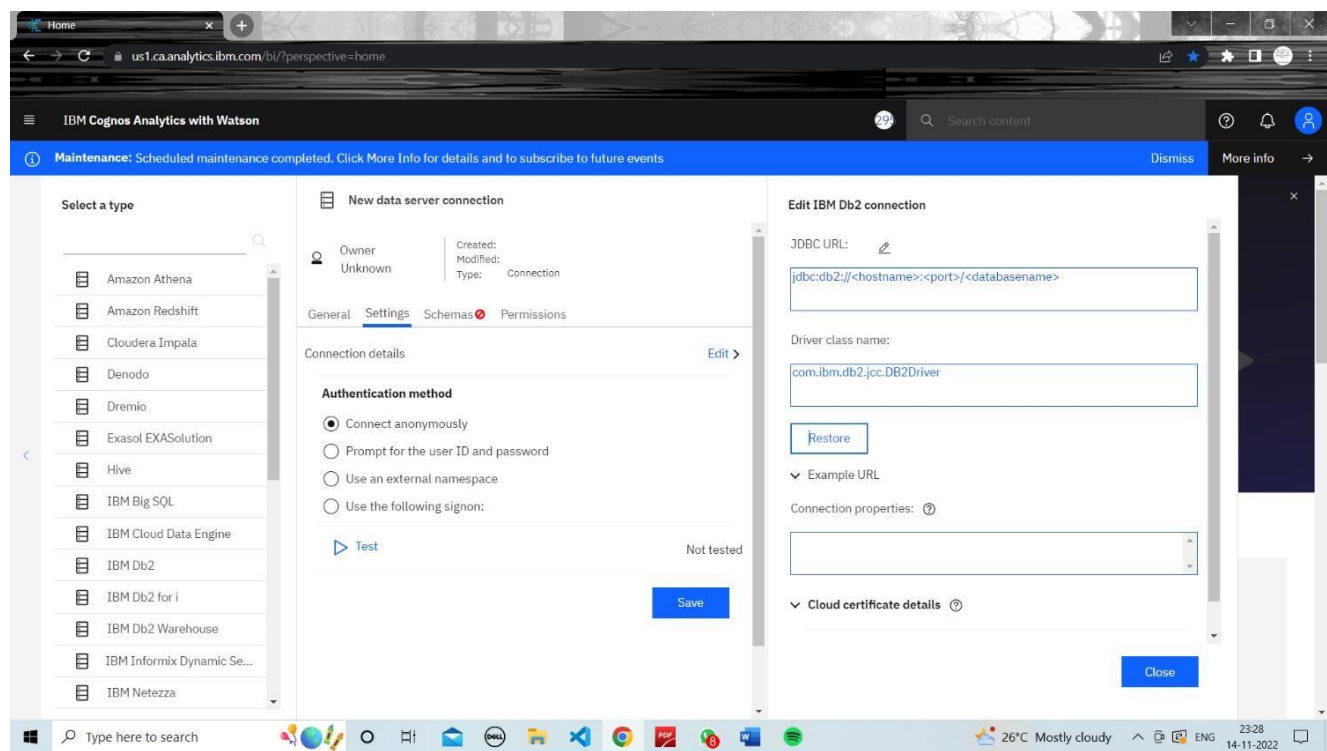 Home
us1.ca.analytics.ibm.com/bi/?perspective=home
IBM Cognos Analytics with Watson
Search content
Maintenance: Scheduled maintenance completed. Click More Info for details and to subscribe to future events
Dismiss
More info
Select a type
Amazon Athena
Amazon Redshift
Cloudera Impala
Denodo
Dremio
Exasol EXASolution
Hive
IBM Big SQL
IBM Cloud Data Engine
IBM Db2
IBM Db2 for i
IBM Db2 Warehouse
IBM Informix Dynamic Se...
IBM Netezza
New data server connection
Owner
Unknown
Created:
Modified:
Type: Connection
General Settings Schemas Permissions
Connection details
Edit
Authentication method
Connect anonymously
Prompt for the user ID and password
Use an external namespace
Use the following signon:
Test
Not tested
Save
Edit IBM Db2 connection
JDBC URL:
jdbc:db2://<hostname>:<port>/<databasename>
Driver class name:
com.ibm.db2.jcc.DB2Driver
Restore
Example URL
Connection properties:
Cloud certificate details
Close
Type here to search
DELL
PDF
8
26°C Mostly cloudy
ENG
23:28
14-11-2022